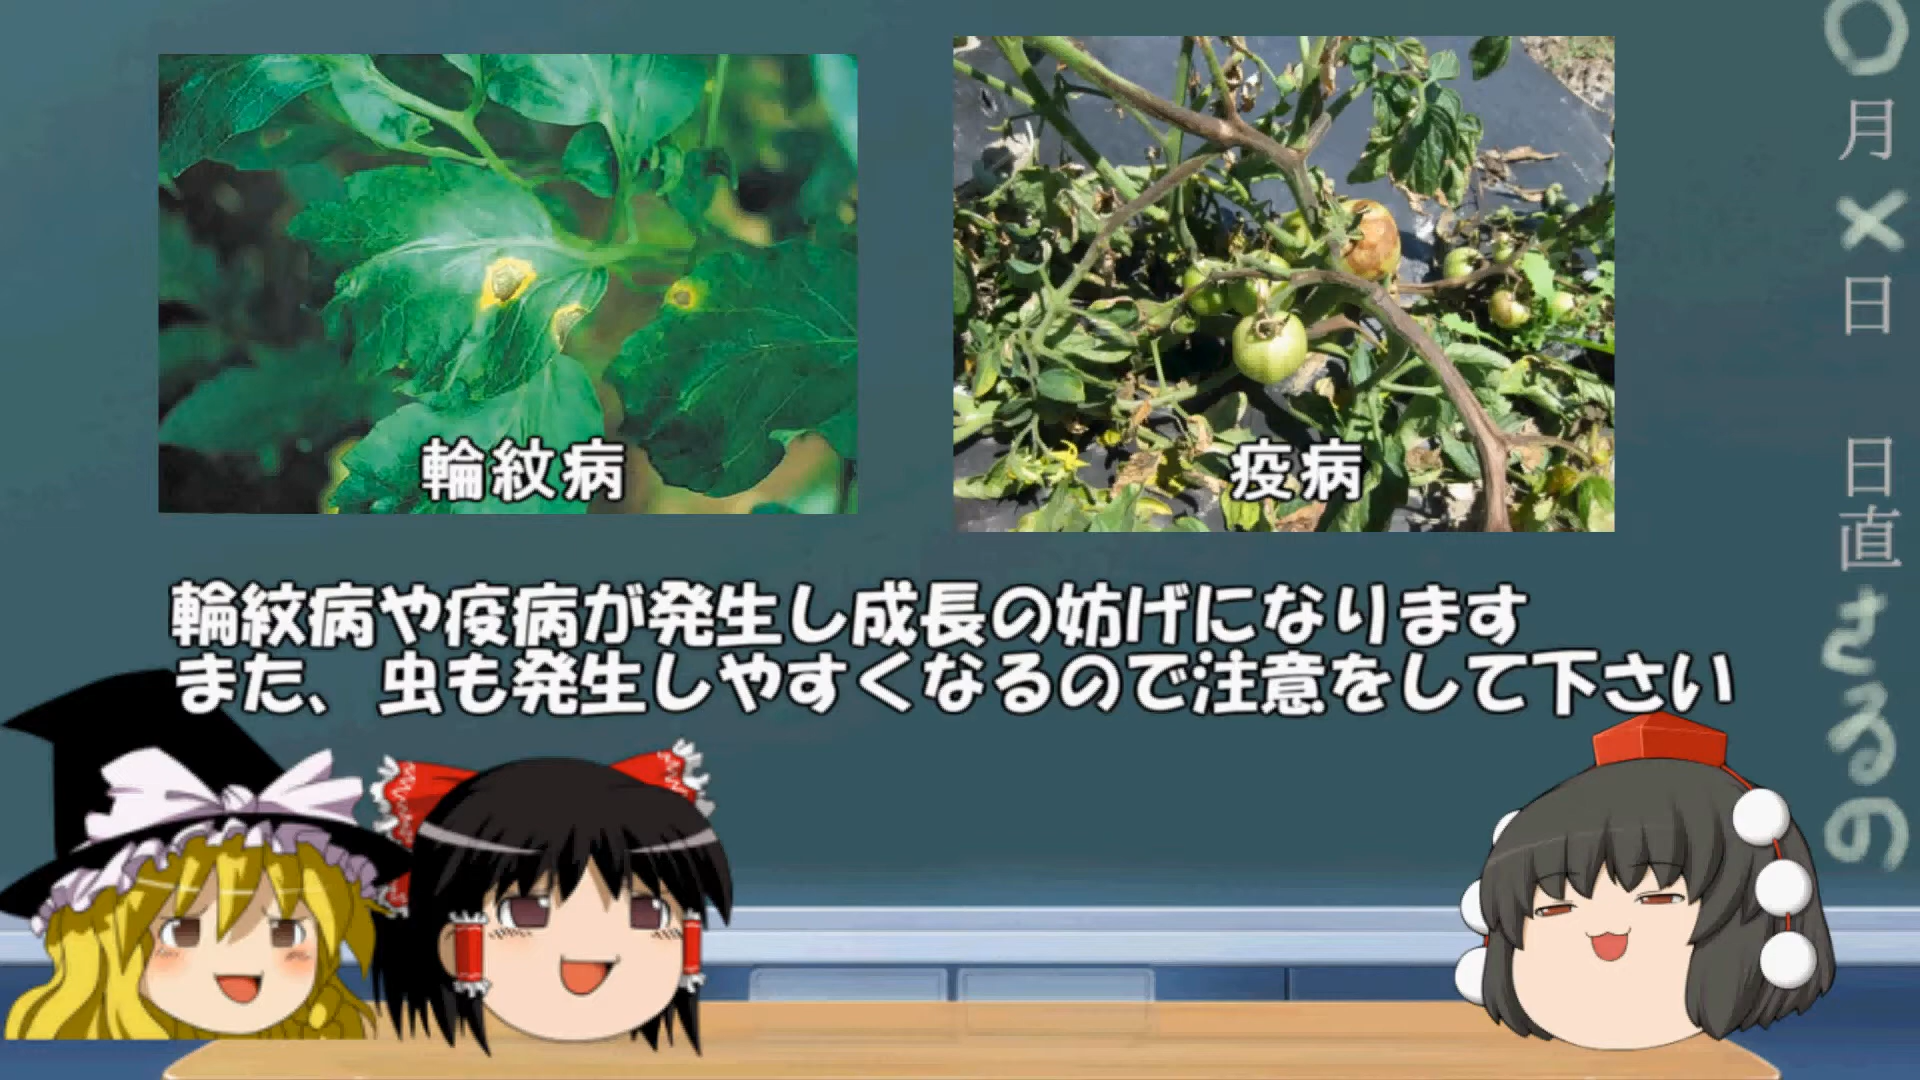 輪紋病
疫病
輪紋病や疫病が発生し成長の妨げになります
また、虫も発生しやすくなるので注意をして下さい
〇月×日 日直さるの